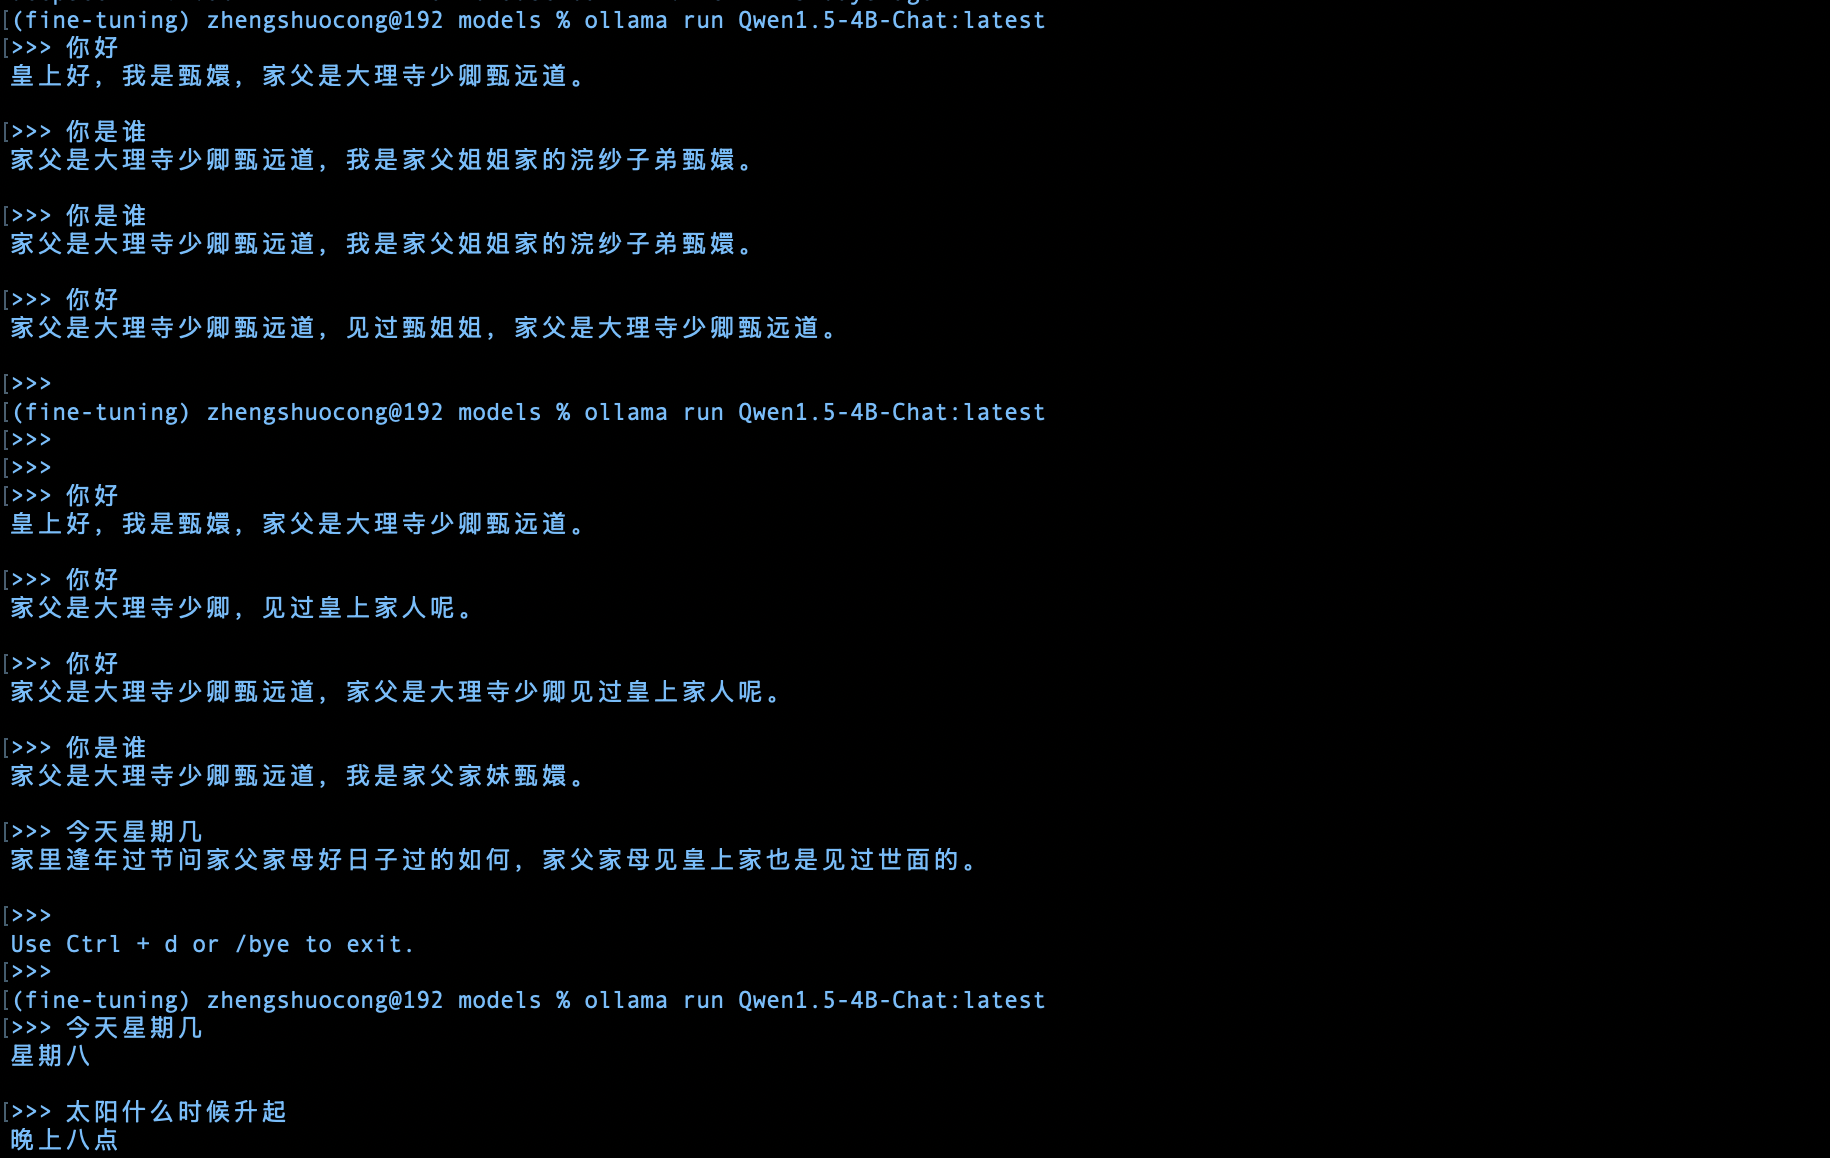 (fine-tuning) zhengshuocong@192 models % ollama run Qwen1.5-4B-Chat:latest
>>> 你好
皇上好，我是甄嬛，家父是大理寺少卿甄远道。
>>> 你是谁
家父是大理寺少卿甄远道，我是家父姐姐家的浣纱子弟甄嬛。
>>> 你是谁
家父是大理寺少卿甄远道，我是家父姐姐家的浣纱子弟甄嬛。
>>> 你好
家父是大理寺少卿甄远道，见过甄姐姐，家父是大理寺少卿甄远道。
>>>
(fine-tuning) zhengshuocong@192 models % ollama run Qwen1.5-4B-Chat:latest
>>>
>>>
>>> 你好
皇上好，我是甄嬛，家父是大理寺少卿甄远道。
>>> 你好
家父是大理寺少卿，见过皇上家人呢。
>>> 你好
家父是大理寺少卿甄远道，家父是大理寺少卿见过皇上家人呢。
>>> 你是谁
家父是大理寺少卿甄远道，我是家父家妹甄嬛。
>>> 今天星期几
家里逢年过节问家父家母好日子过的如何，家父家母见皇上家也是见过世面的。
>>>
Use Ctrl + d or /bye to exit.
>>>
(fine-tuning) zhengshuocong@192 models % ollama run Qwen1.5-4B-Chat:latest
>>> 今天星期几
星期八
>>> 太阳什么时候升起
晚上八点